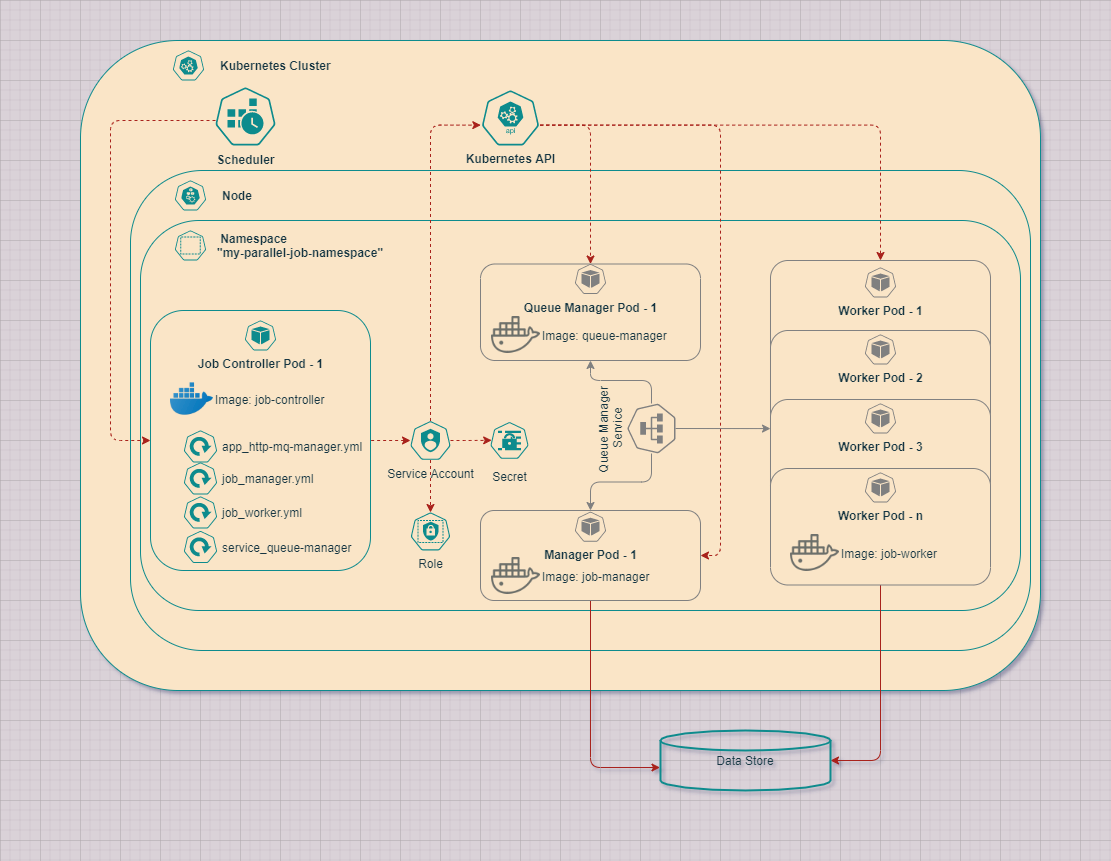 Kubernetes Cluster
Scheduler
api
Kubernetes API
Node
Namespace
"my-parallel-job-namespace"
Job Controller Pod - 1
Image: job-controller
app_http-mq-manager.yml
job_manager.yml
job_worker.yml
service_queue-manager
Service Account
Secret
Role
Queue Manager Pod - 1
Image: queue-manager
Queue Manager
Service
Manager Pod - 1
Image: job-manager
Worker Pod - 1
Worker Pod - 2
Worker Pod - 3
Worker Pod - n
Image: job-worker
Data Store